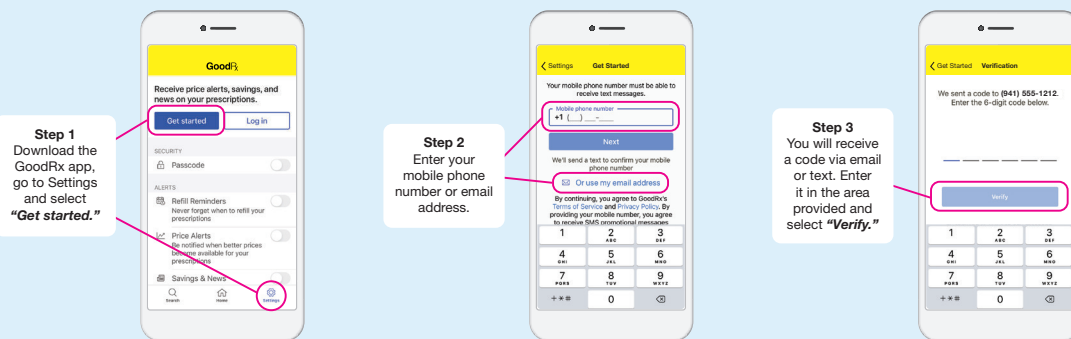 Step 1
Download the
GoodRx app,
go to Settings
and select
"Get started."
GoodRx
Receive price alerts, savings, and
news on your prescriptions.
Get started
Log in
SECURITY
Passcode
ALERTS
Refill Reminders
Never forget when to refill your
prescriptions
Price Alerts
Be notified when better prices
become available for your
prescriptions
Savings & News
Search
Home
Settings
Step 2
Enter your
mobile phone
number or email
address.
Settings
Get Started
Your mobile phone number must be able to
receive text messages.
Mobile phone number
+1 (__) __-____
Next
We'll send a text to confirm your mobile
phone number
Or use my email address
By continuing, you agree to GoodRx's
Terms of Service and Privacy Policy. By
providing your mobile number, you agree
to receive SMS promotional messages
1
2 ABC
3 DEF
4 GHI
5 JKL
6 MNO
7 PQRS
8 TUV
9 WXYZ
+*#
0
Step 3
You will receive
a code via email
or text. Enter
it in the area
provided and
select "Verify."
Get Started
Verification
We sent a code to (941) 555-1212.
Enter the 6-digit code below.
Verify
1
2 ABC
3 DEF
4 GHI
5 JKL
6 MNO
7 PQRS
8 TUV
9 WXYZ
+*#
0